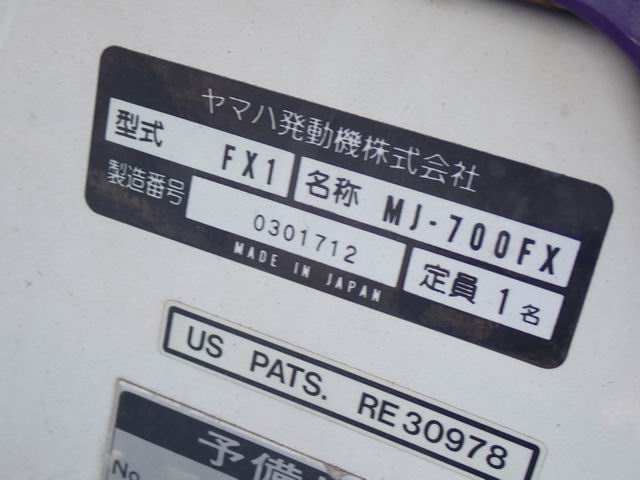 ヤマハ発動機株式会社
型式 FX1 名称 MJ-700FX
製造番号 0301712 定員 1名
MADE IN JAPAN
US PATS. RE30978
予備
No